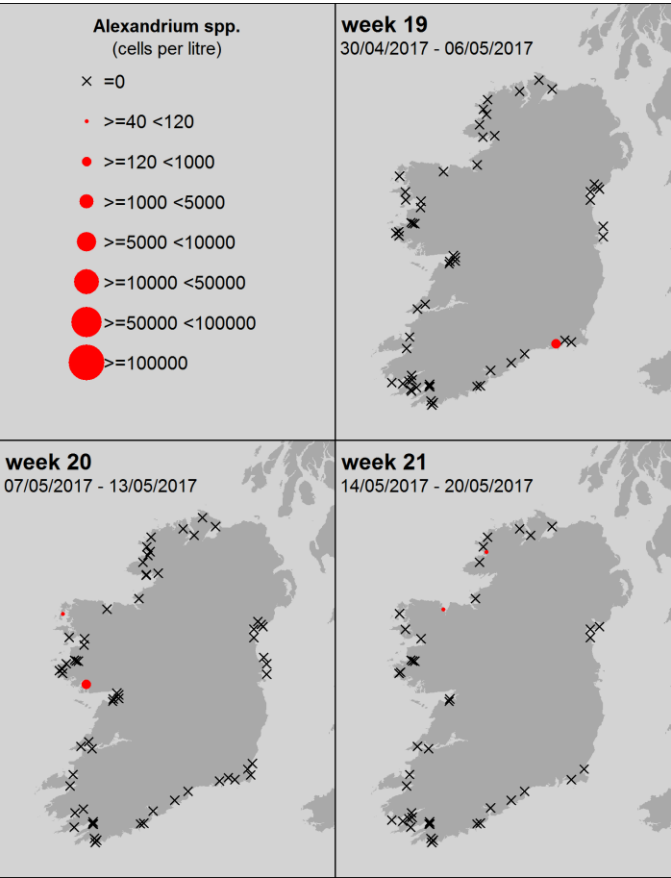 Alexandrium spp.
(cells per litre)
=0
>=40 <120
>=120 <1000
>=1000 <5000
>=5000 <10000
>=10000 <50000
>=50000 <100000
>=100000
week 19
30/04/2017 - 06/05/2017
week 20
07/05/2017 - 13/05/2017
week 21
14/05/2017 - 20/05/2017